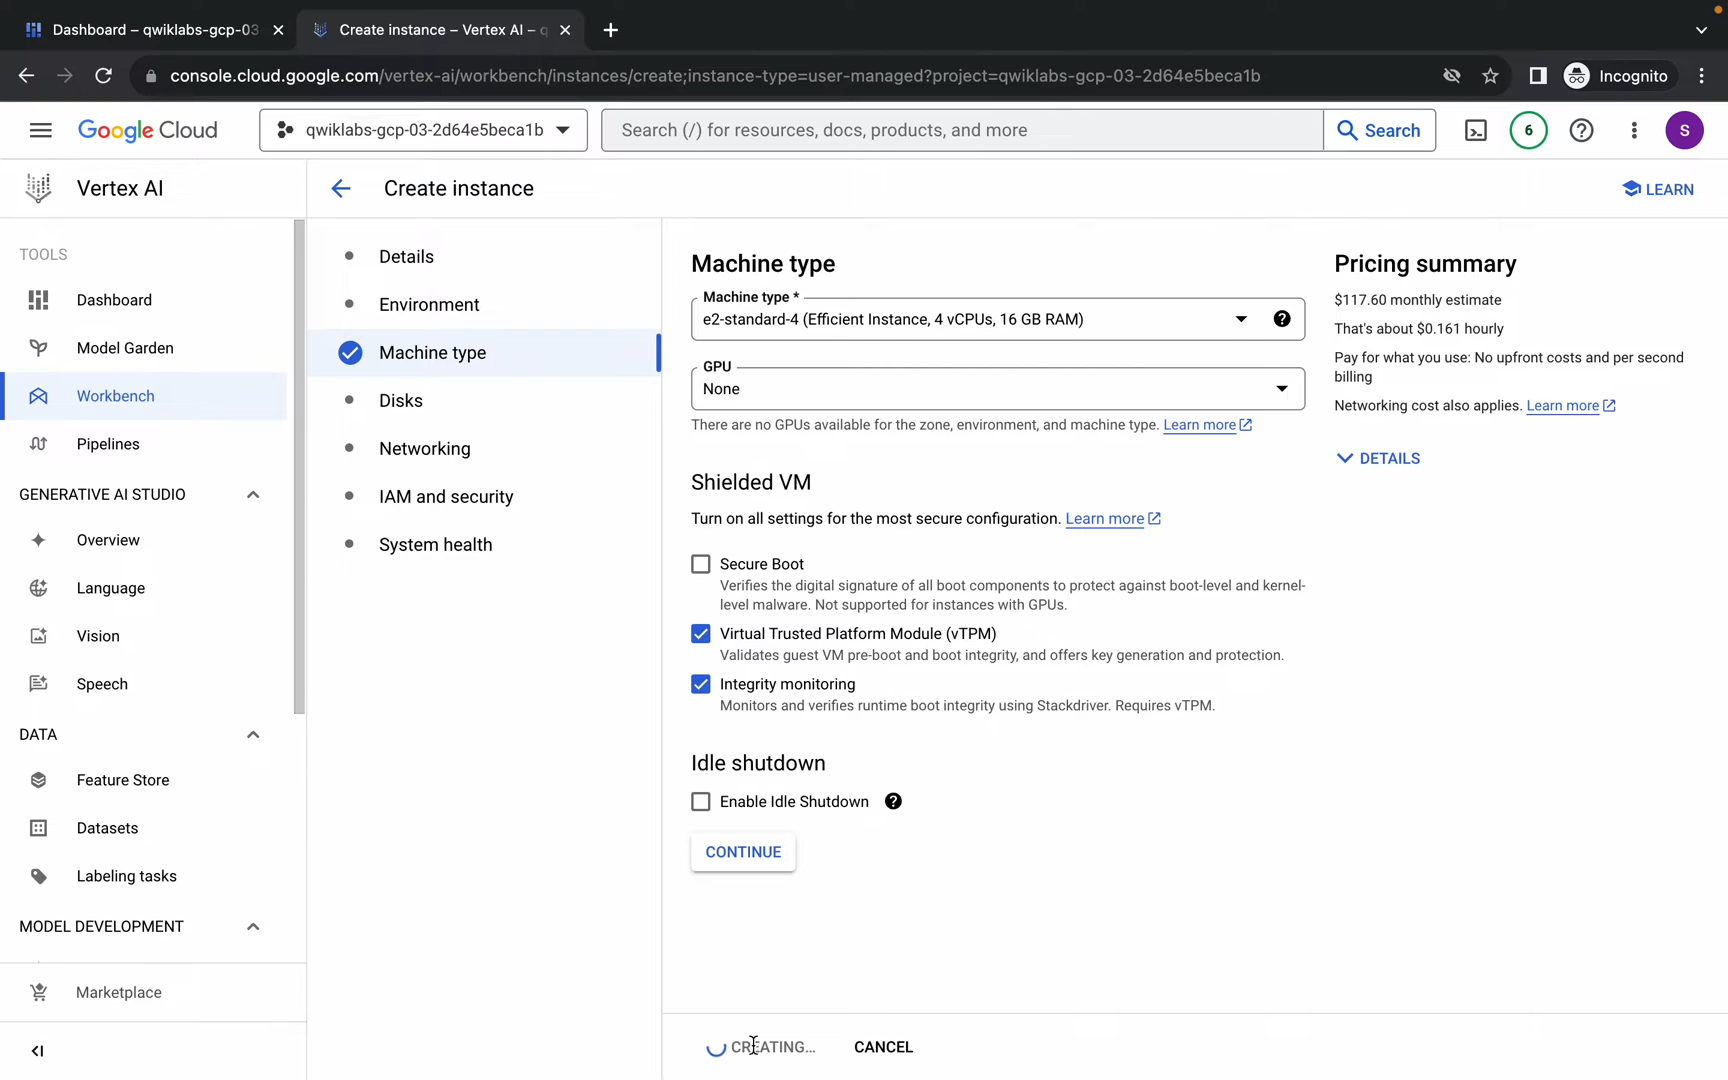 Dashboard – qwiklabs-gcp-03
Create instance – Vertex AI – q
console.cloud.google.com/vertex-ai/workbench/instances/create;instance-type=user-managed?project=qwiklabs-gcp-03-2d64e5beca1b
Incognito
Google Cloud
qwiklabs-gcp-03-2d64e5beca1b
Search (/) for resources, docs, products, and more
Search
6
S
Vertex AI
Create instance
LEARN
TOOLS
Dashboard
Model Garden
Workbench
Pipelines
GENERATIVE AI STUDIO
Overview
Language
Vision
Speech
DATA
Feature Store
Datasets
Labeling tasks
MODEL DEVELOPMENT
Marketplace
Details
Environment
Machine type
Disks
Networking
IAM and security
System health
Machine type
Machine type *
e2-standard-4 (Efficient Instance, 4 vCPUs, 16 GB RAM)
GPU
None
There are no GPUs available for the zone, environment, and machine type. Learn more
Shielded VM
Turn on all settings for the most secure configuration. Learn more
Secure Boot
Verifies the digital signature of all boot components to protect against boot-level and kernel-
level malware. Not supported for instances with GPUs.
Virtual Trusted Platform Module (vTPM)
Validates guest VM pre-boot and boot integrity, and offers key generation and protection.
Integrity monitoring
Monitors and verifies runtime boot integrity using Stackdriver. Requires vTPM.
Idle shutdown
Enable Idle Shutdown
CONTINUE
CREATING...
CANCEL
Pricing summary
$117.60 monthly estimate
That's about $0.161 hourly
Pay for what you use: No upfront costs and per second
billing
Networking cost also applies. Learn more
DETAILS